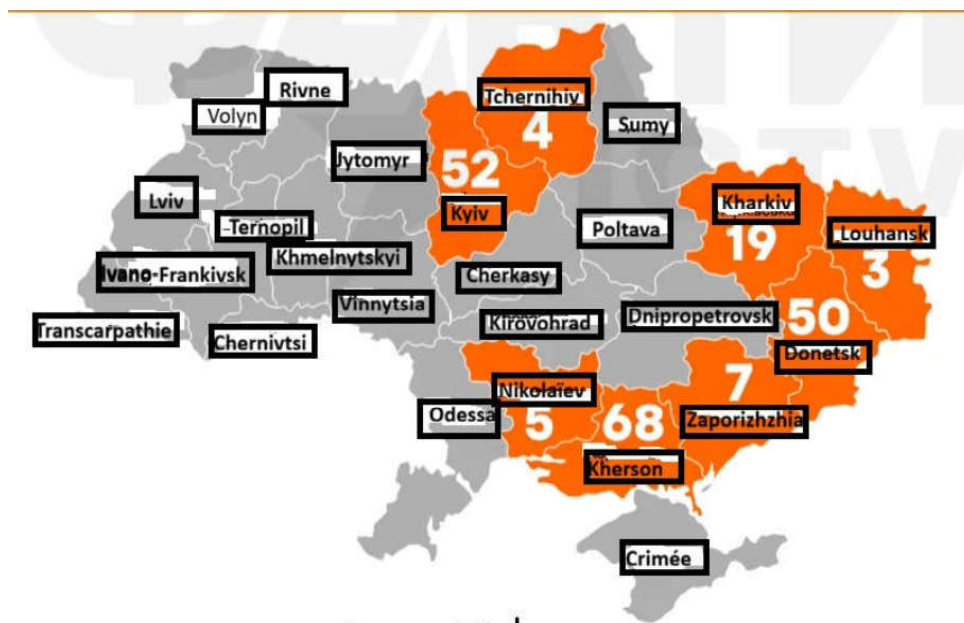 Rivne
Tchernihiv
4
Volyn
Sumy
Jytomyr
52
Kyiv
Lviv
Kharkiv
19
Louhansk
3
Ternopil
Poltava
Khmelnytskyi
Ivano-Frankivsk
Cherkasy
Vinnytsia
50
Donetsk
Transcarpathie
Chernivtsi
Kirovohrad
Dnipropetrovsk
Nikolaïev
5
7
Zaporizhzhia
Odessa
68
Kherson
Crimée